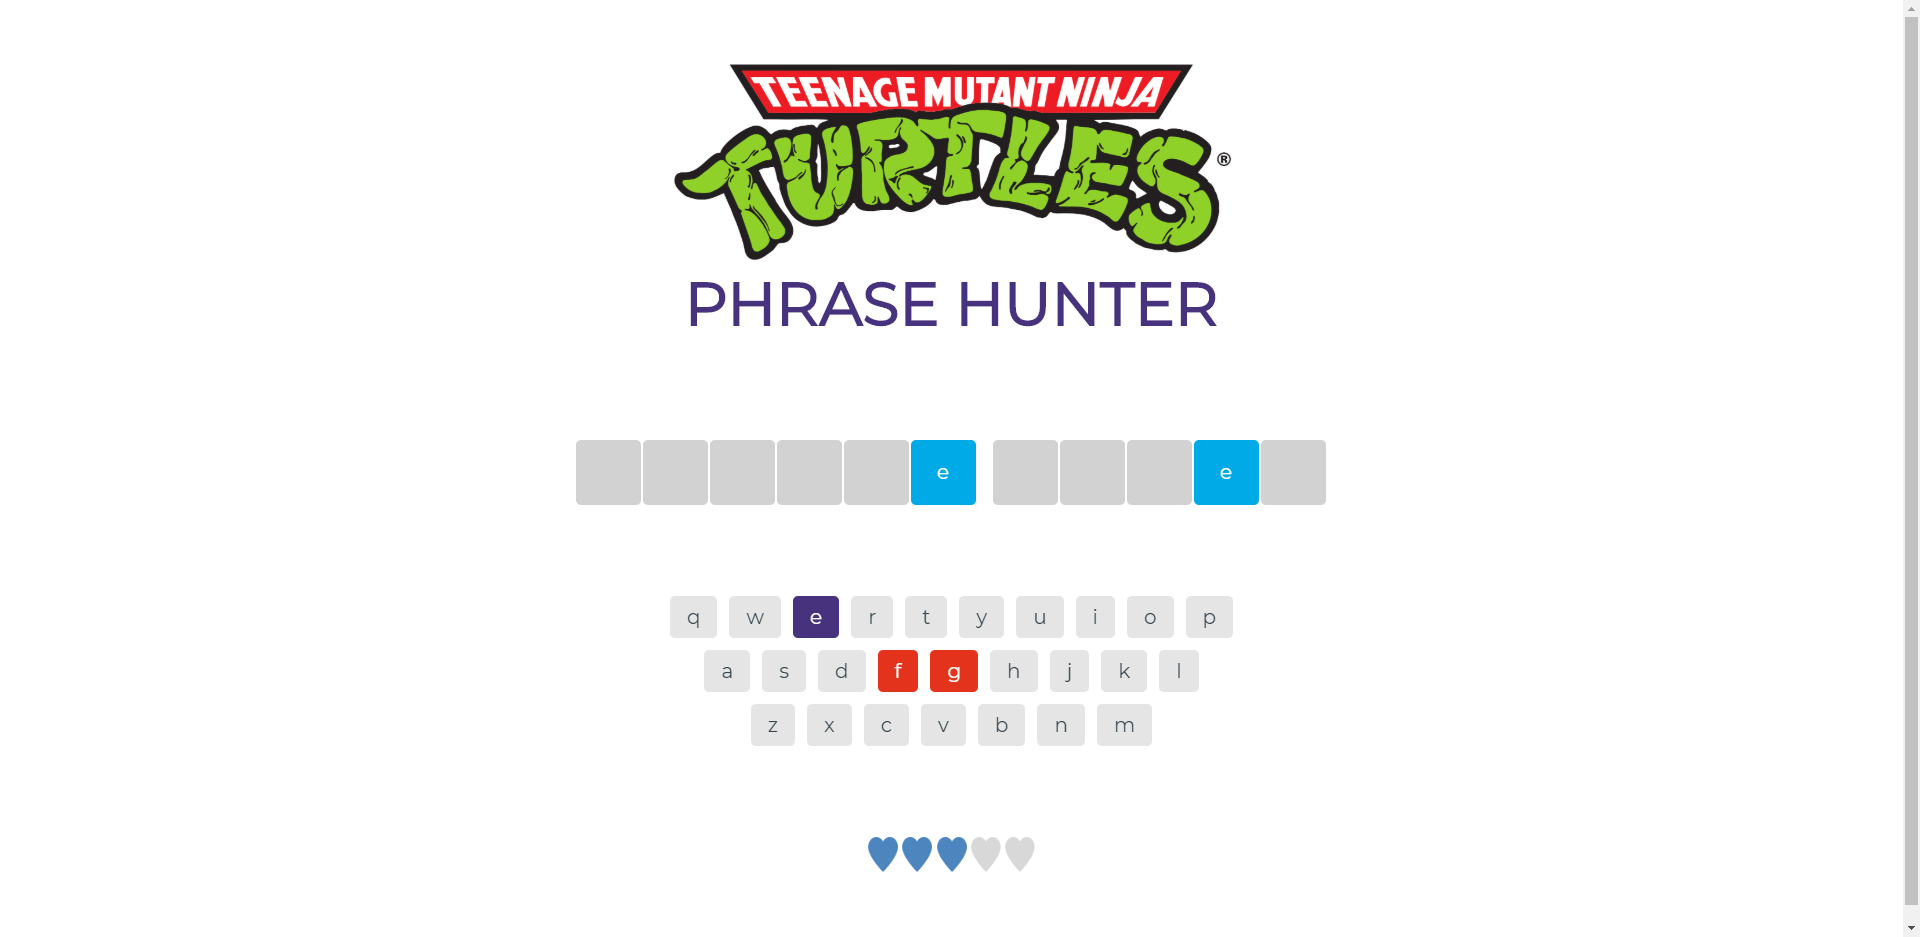 TEENAGE MUTANT NINJA
TURTLES®
PHRASE HUNTER
e e
q w e r t y u i o p
a s d f g h j k l
z x c v b n m